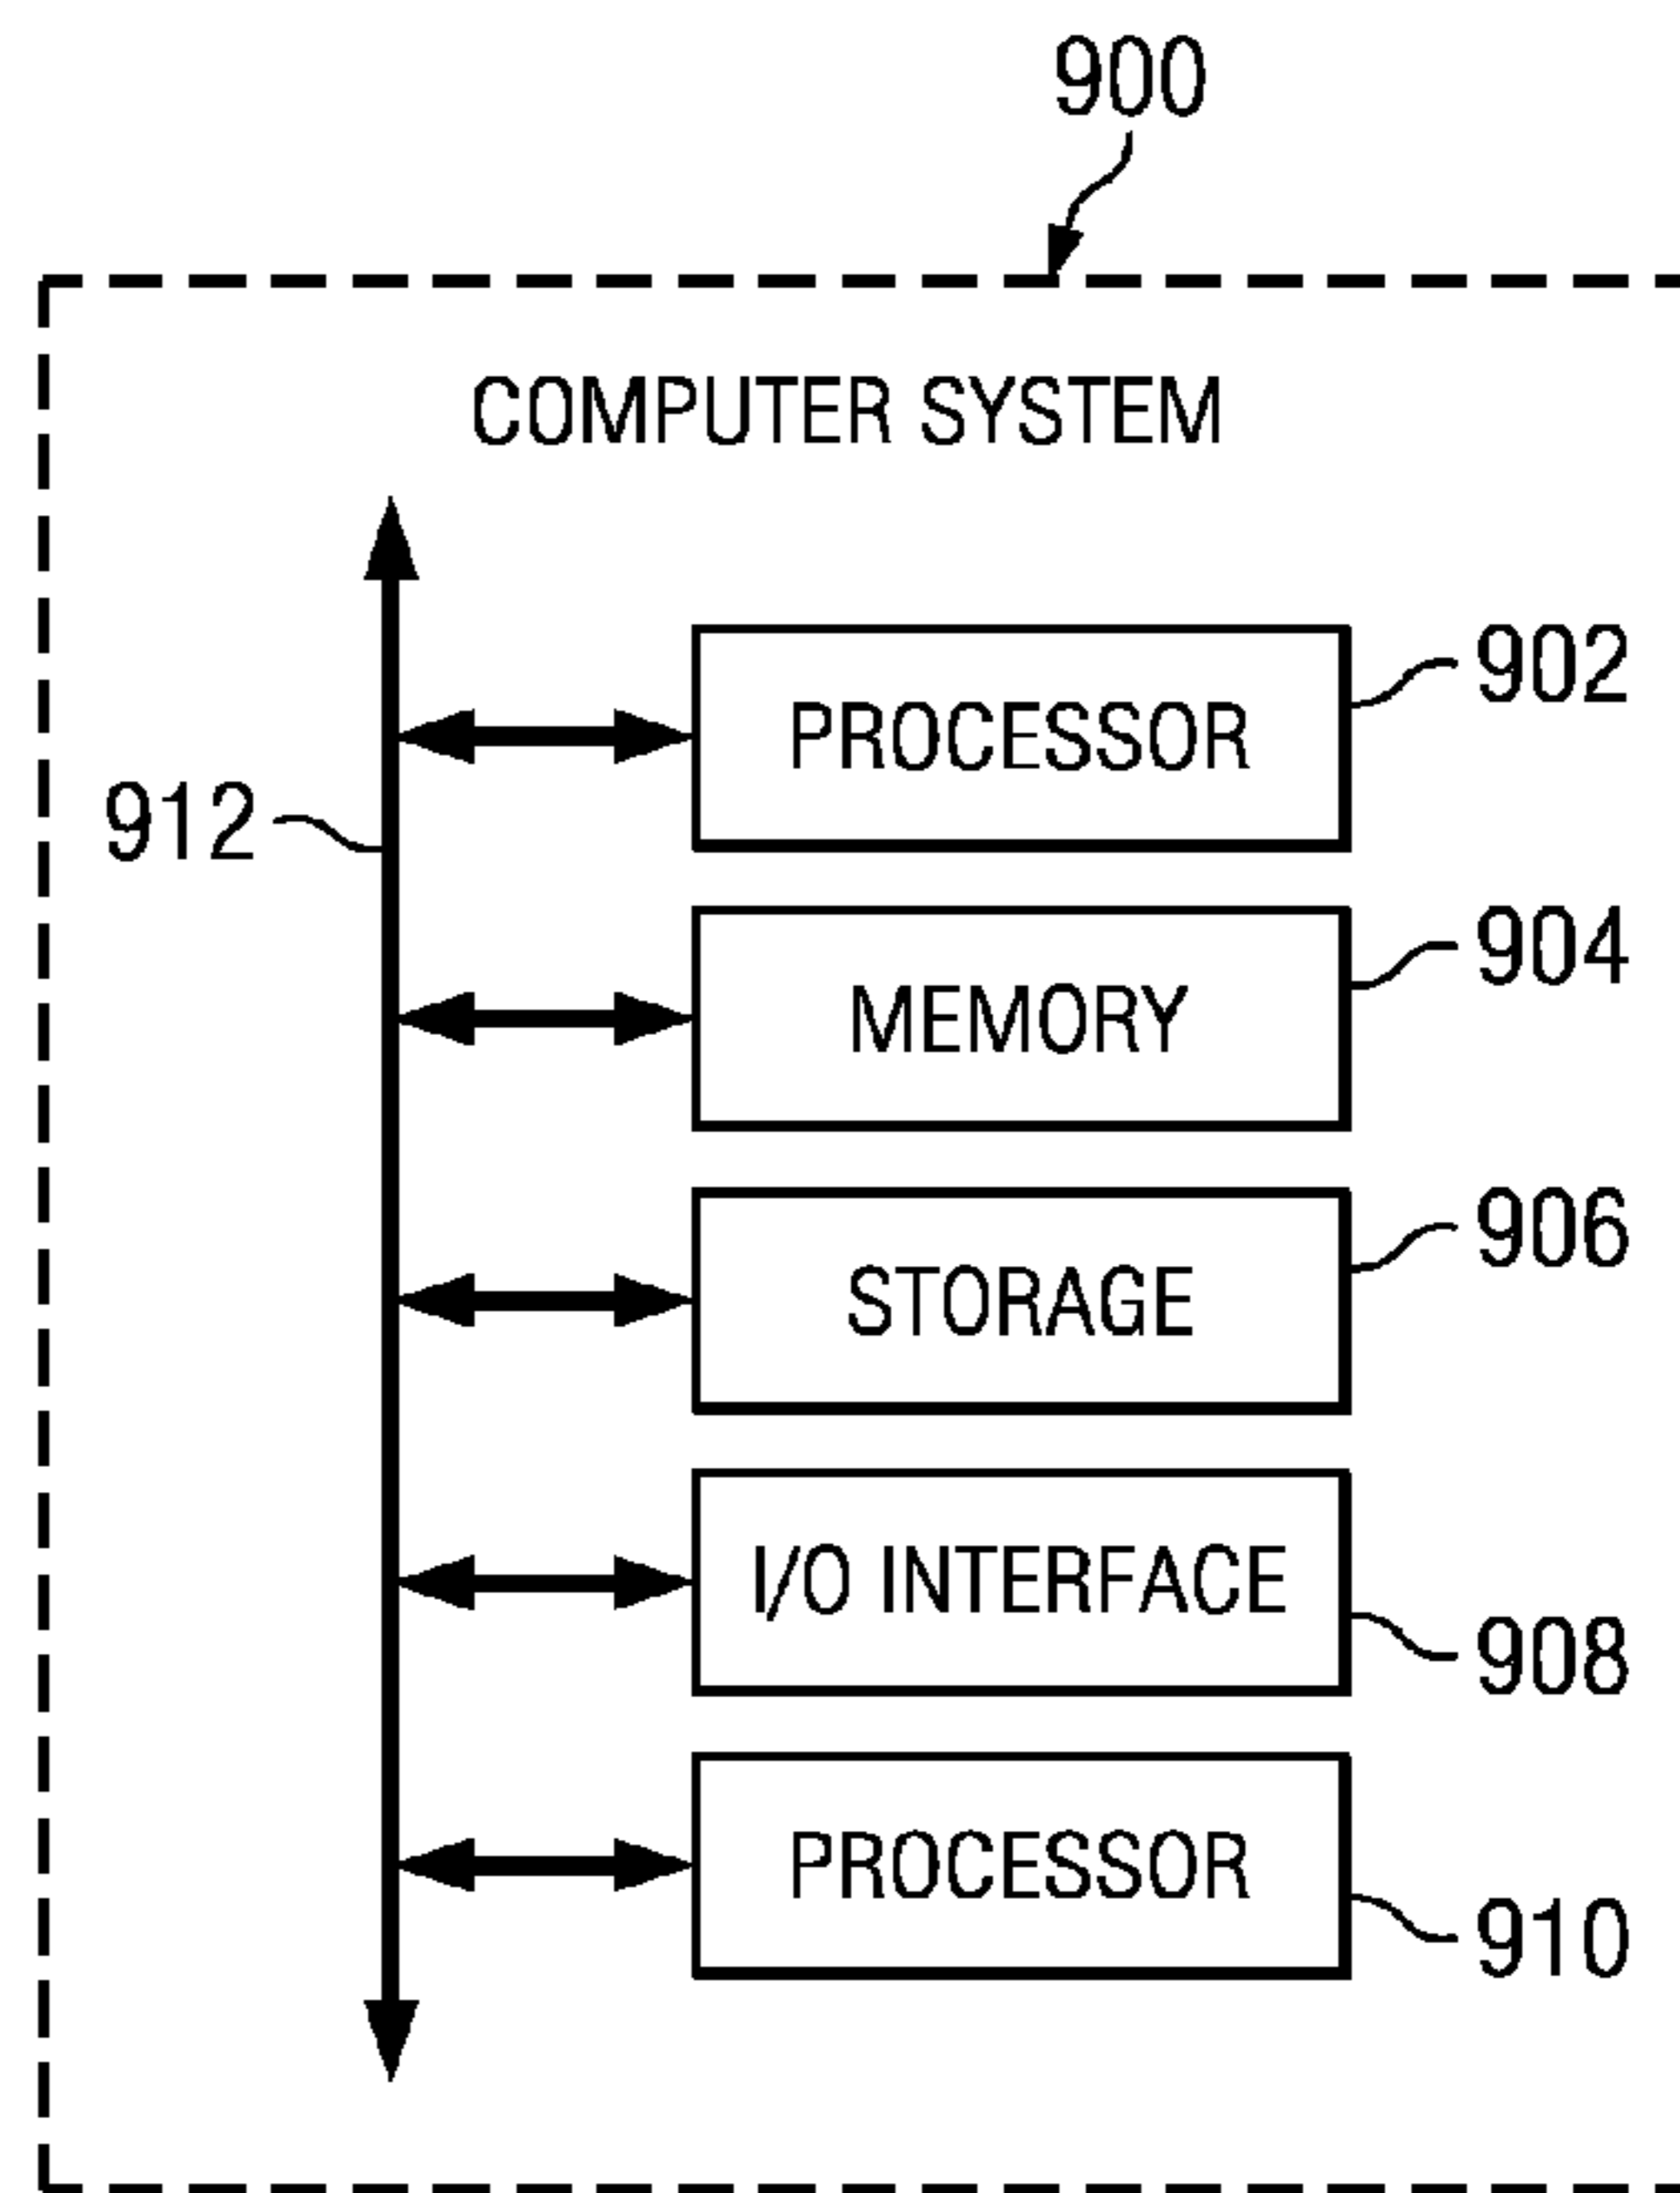 900
COMPUTER SYSTEM
902
PROCESSOR
912
904
MEMORY
906
STORAGE
I/O INTERFACE
908
PROCESSOR
910